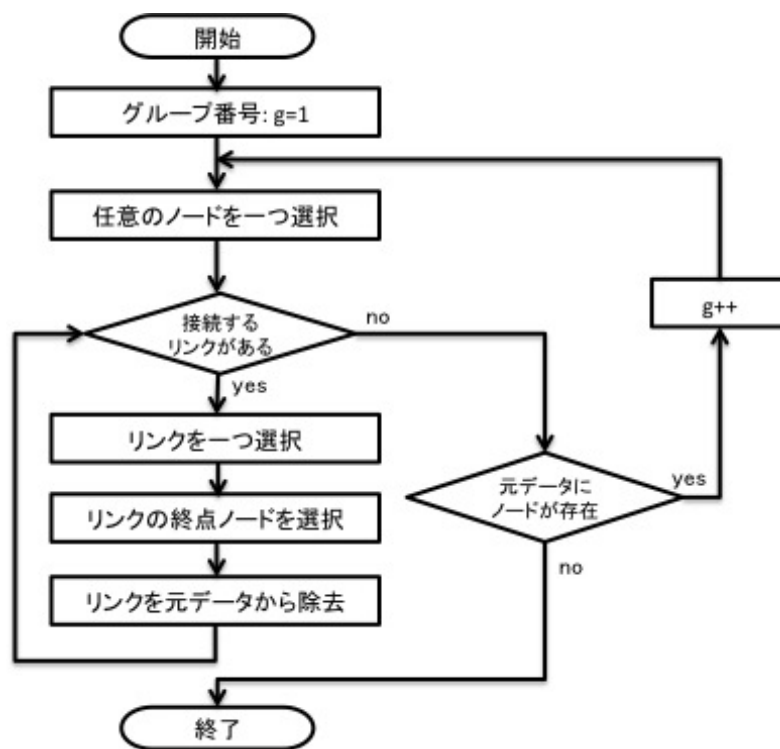 開始
グループ番号: g=1
任意のノードを一つ選択
接続する
リンクがある
no
yes
リンクを一つ選択
リンクの終点ノードを選択
リンクを元データから除去
g++
元データに
ノードが存在
yes
no
終了